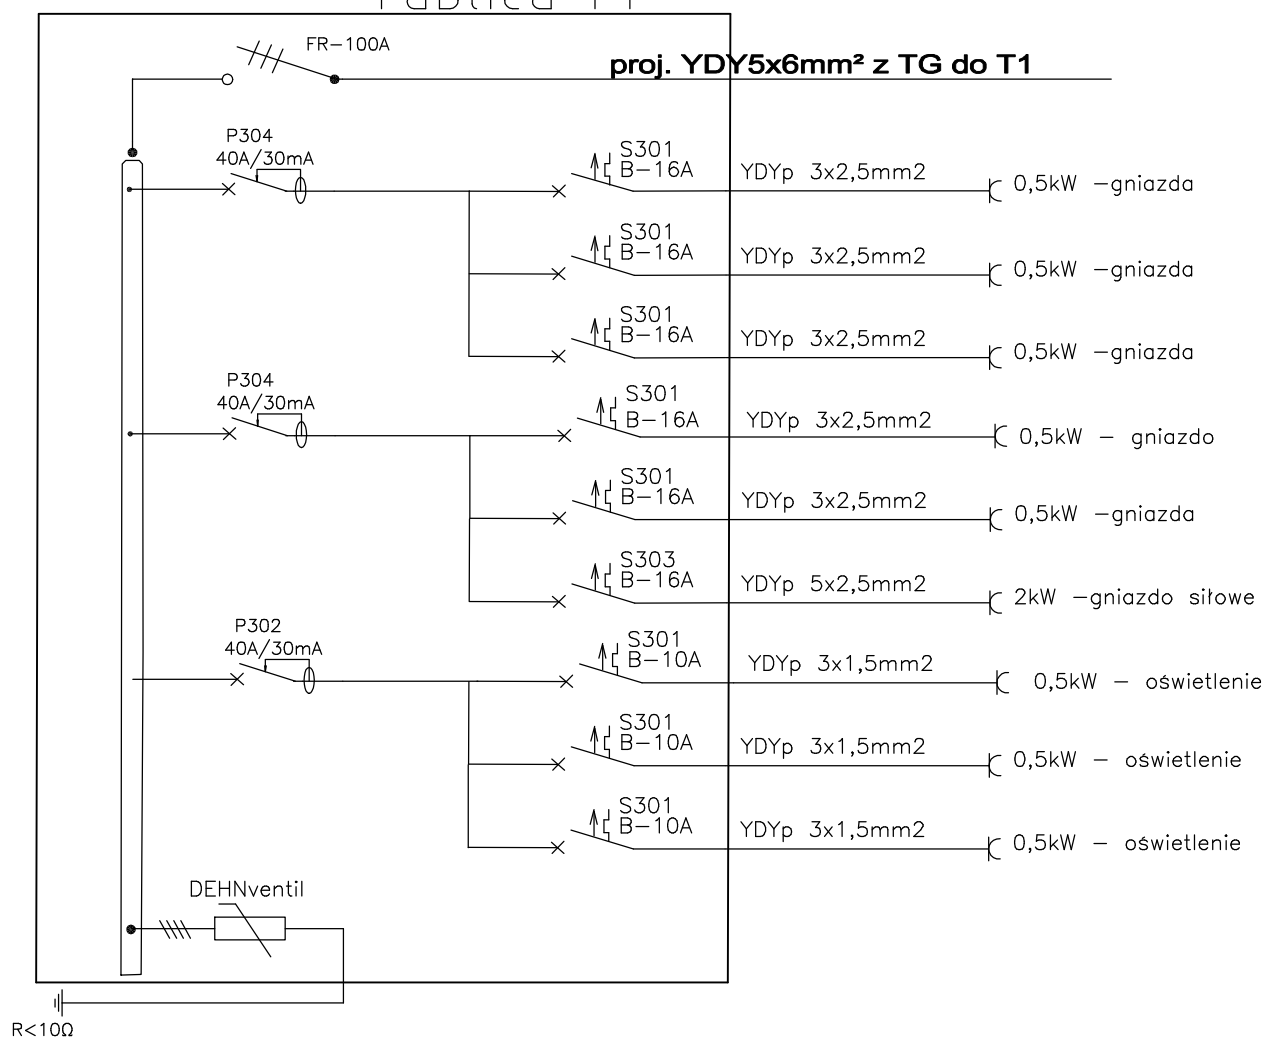 FR-100A
proj. YDY5x6mm² z TG do T1
P304
40A/30mA
S301
B-16A
YDYp 3x2,5mm2
0,5kW -gniazda
S301
B-16A
YDYp 3x2,5mm2
0,5kW -gniazda
S301
B-16A
YDYp 3x2,5mm2
0,5kW -gniazda
P304
40A/30mA
S301
B-16A
YDYp 3x2,5mm2
0,5kW - gniazdo
S301
B-16A
YDYp 3x2,5mm2
0,5kW -gniazda
S303
B-16A
YDYp 5x2,5mm2
2kW -gniazdo siłowe
P302
40A/30mA
S301
B-10A
YDYp 3x1,5mm2
0,5kW - oświetlenie
S301
B-10A
YDYp 3x1,5mm2
0,5kW - oświetlenie
S301
B-10A
YDYp 3x1,5mm2
0,5kW - oświetlenie
DEHNventil
R<10Ω